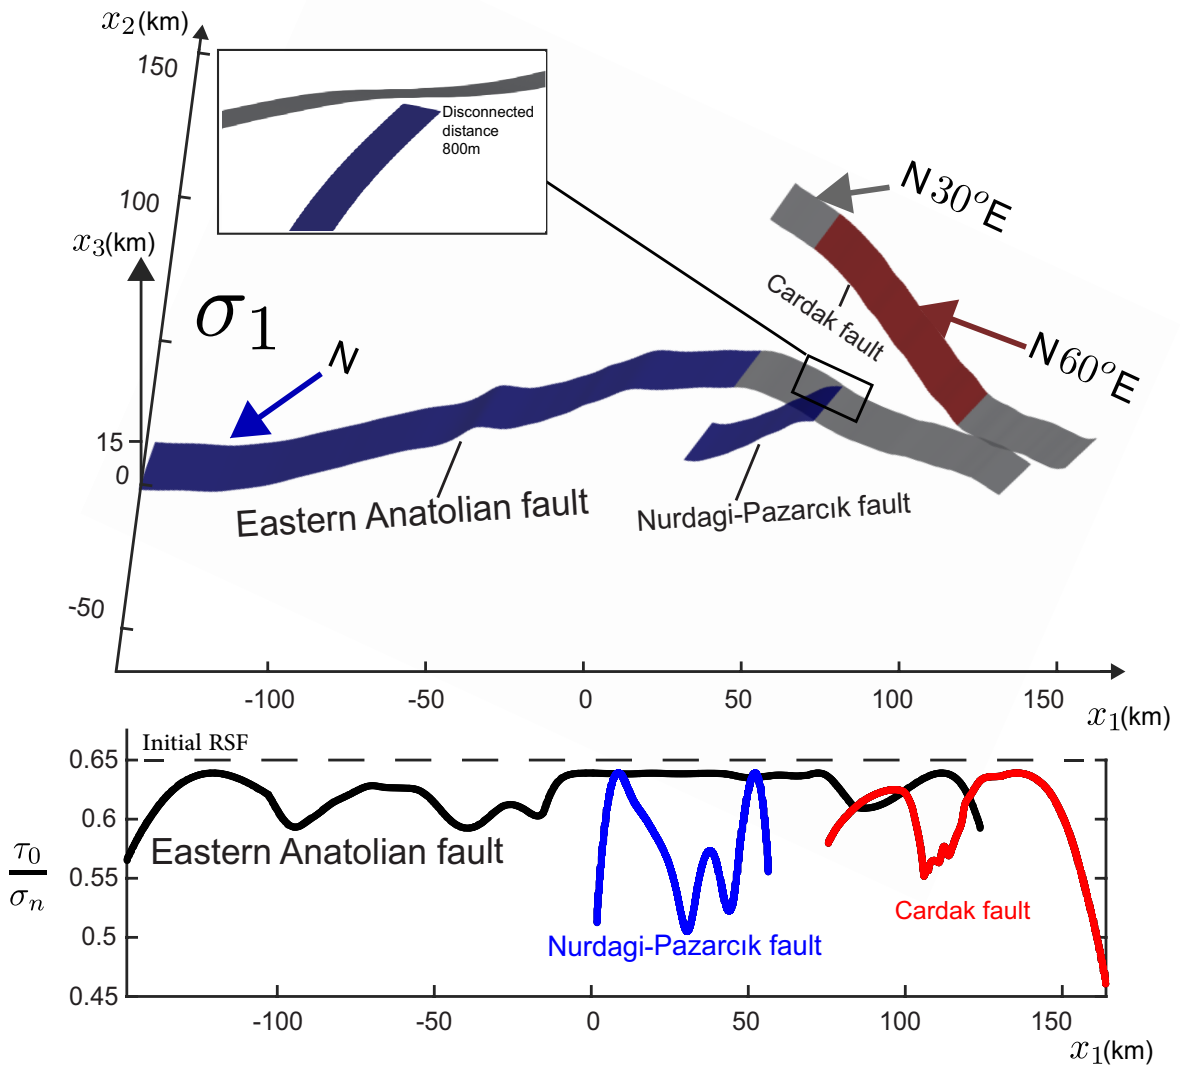 x₂(km)
150
Disconnected
distance
800m
100
N30°E
x₃(km)
σ₁
Cardak fault
N
N60°E
15
0
Eastern Anatolian fault
Nurdagi-Pazarcık fault
-50
-100
-50
0
50
100
150
x₁(km)
Initial RSF
0.65
0.6
0.55
0.5
0.45
τ₀
σₙ
Eastern Anatolian fault
Nurdagi-Pazarcık fault
Cardak fault
-100
-50
0
50
100
150
x₁(km)